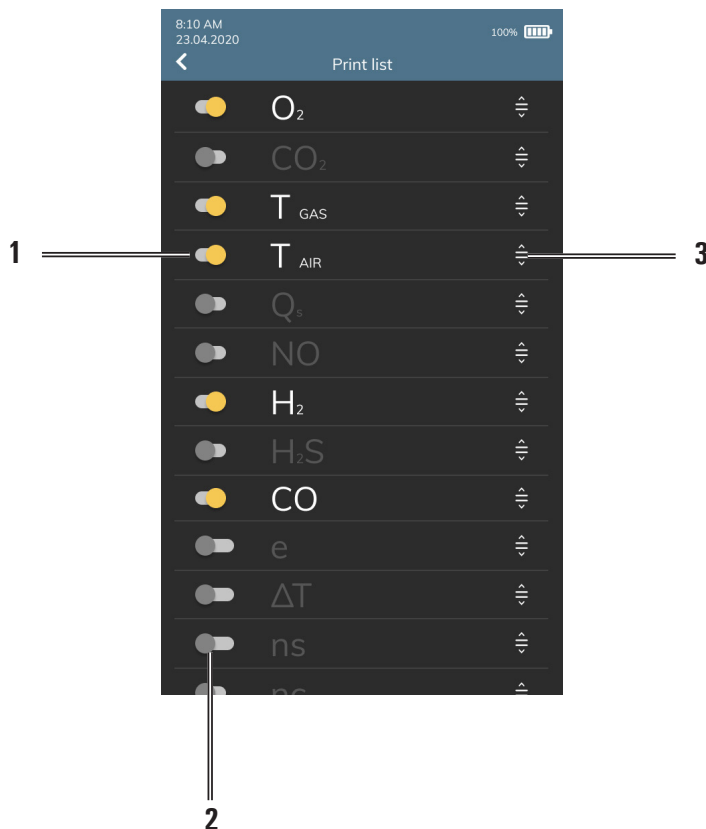 8:10 AM
23.04.2020
100%
Print list
O₂
CO₂
T GAS
1
T AIR
3
Qₛ
NO
H₂
H₂S
CO
e
ΔT
ns
2